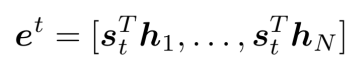 e^t = [s_t^T h_1, . . . , s_t^T h_N]